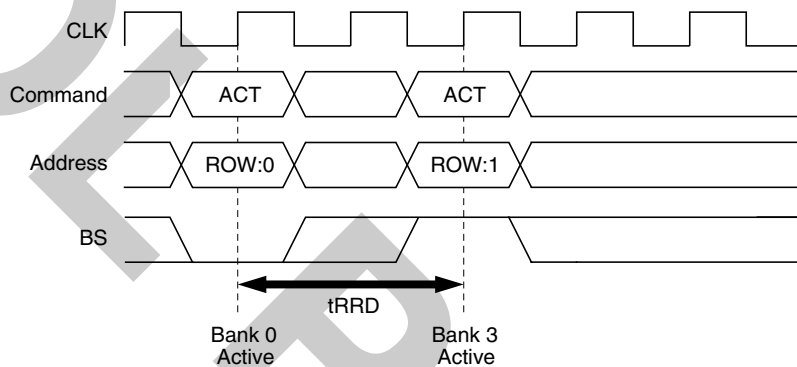 CLK
Command ACT ACT
Address ROW:0 ROW:1
BS
tRRD
Bank 0 Bank 3
Active Active